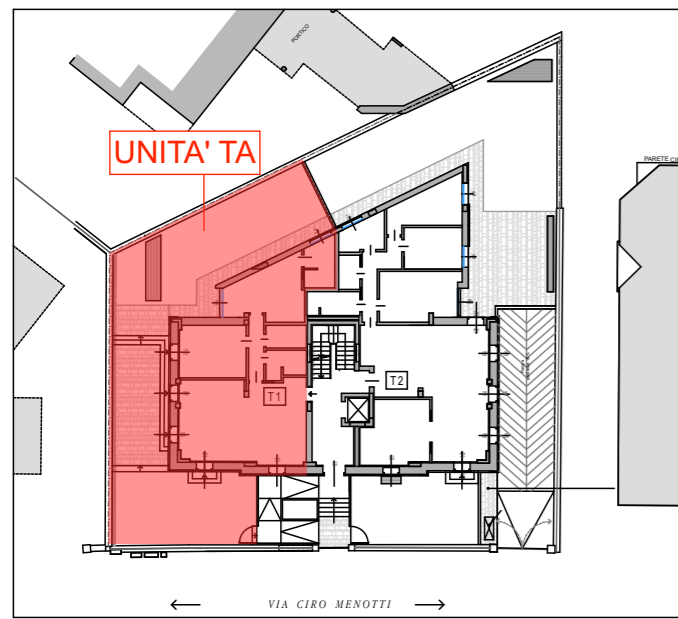 PORTICO
UNITA' TA
PARETE CI
T1
T2
VIA CIRO MENOTTI